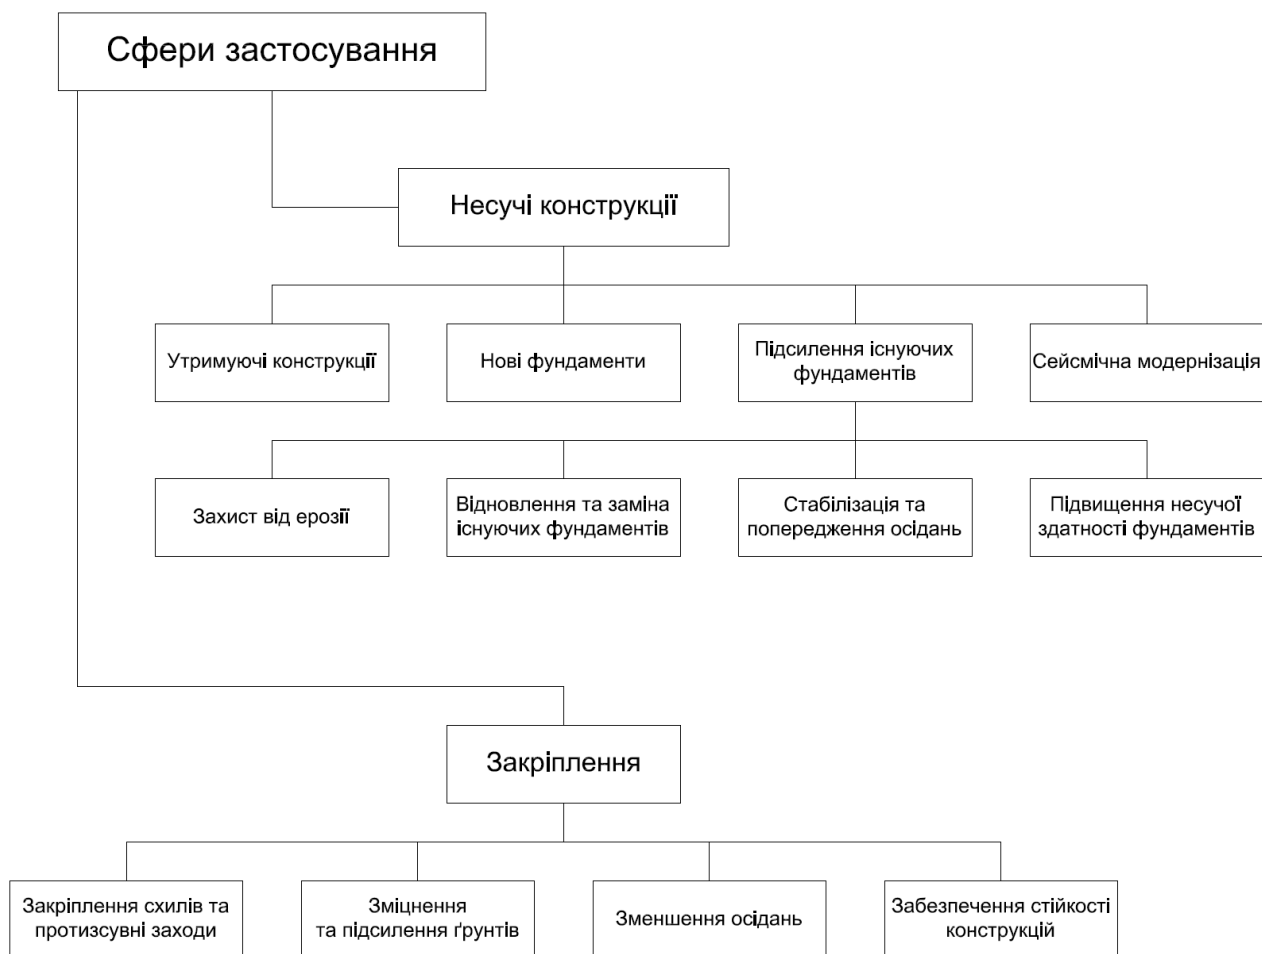 Сфери застосування
Несучі конструкції
Утримуючі конструкції
Нові фундаменти
Підсилення існуючих
фундаментів
Сейсмічна модернізація
Захист від ерозії
Відновлення та заміна
існуючих фундаментів
Стабілізація та
попередження осідань
Підвищення несучої
здатності фундаментів
Закріплення
Закріплення схилів та
протизсувні заходи
Зміцнення
та підсилення ґрунтів
Зменшення осідань
Забезпечення стійкості
конструкцій